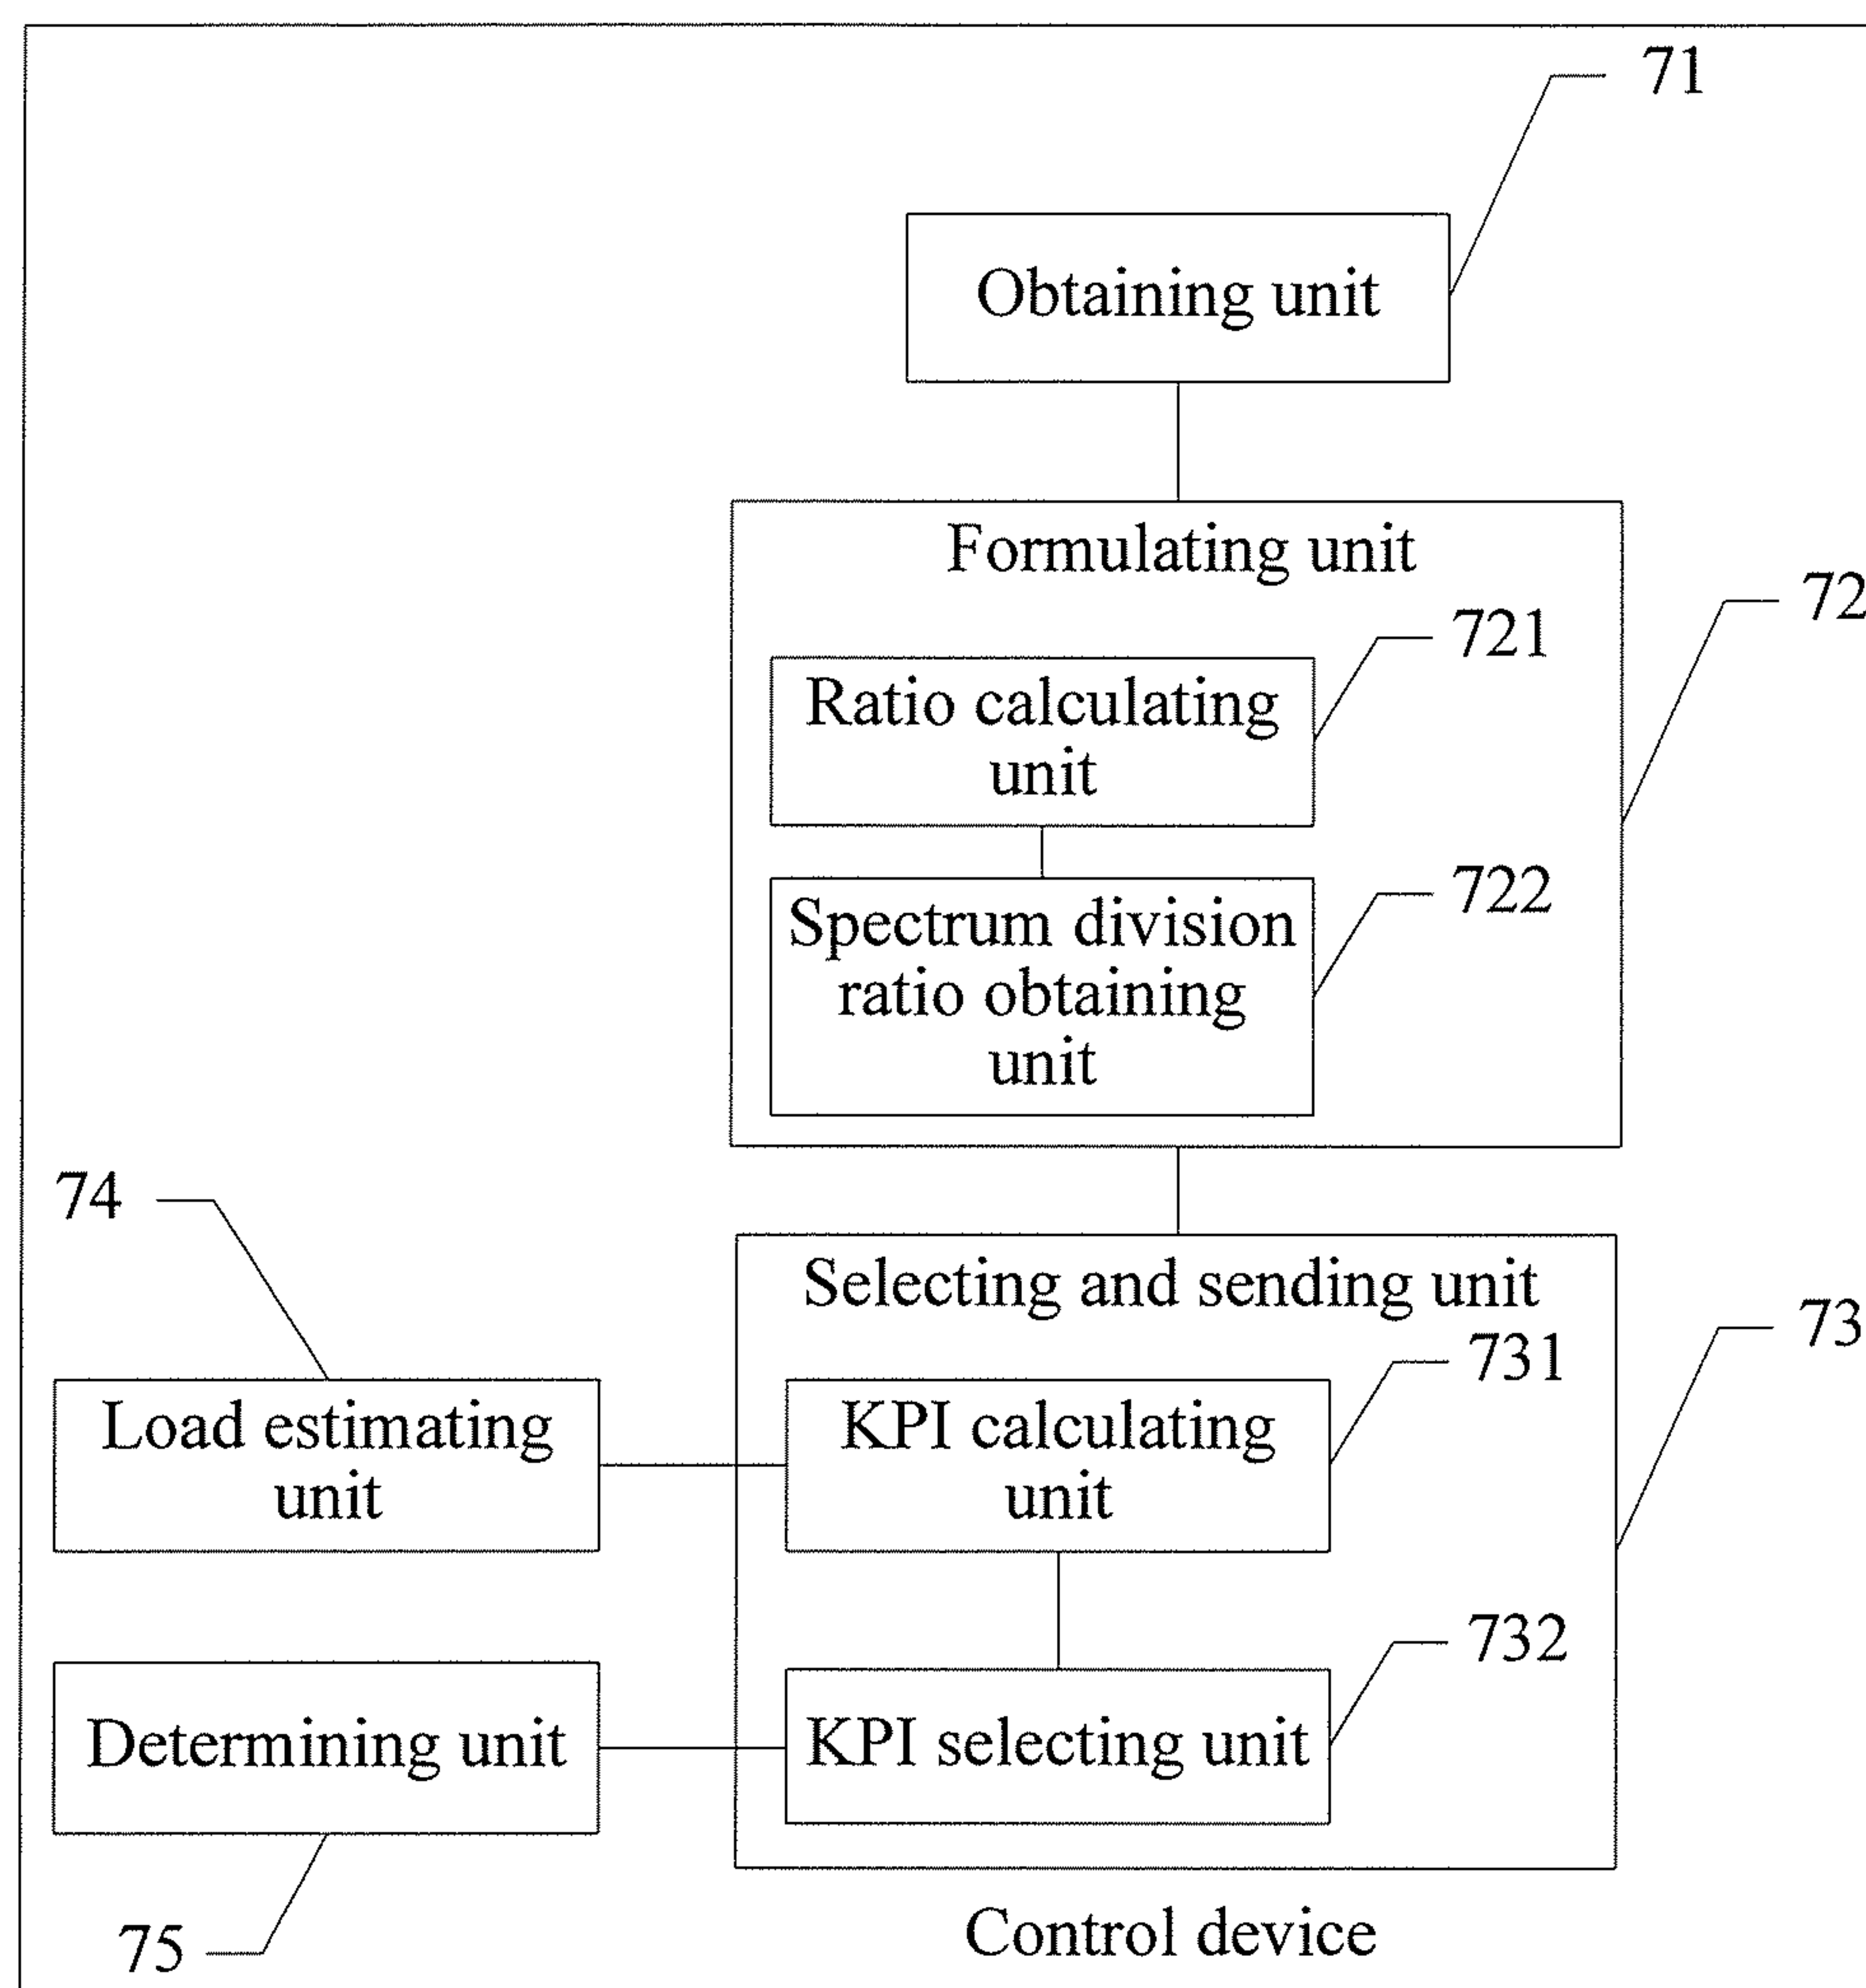 71
Obtaining unit
Formulating unit
72
721
Ratio calculating
unit
722
Spectrum division
ratio obtaining
unit
74
Selecting and sending unit
73
731
Load estimating
unit
KPI calculating
unit
732
Determining unit
KPI selecting unit
75
Control device